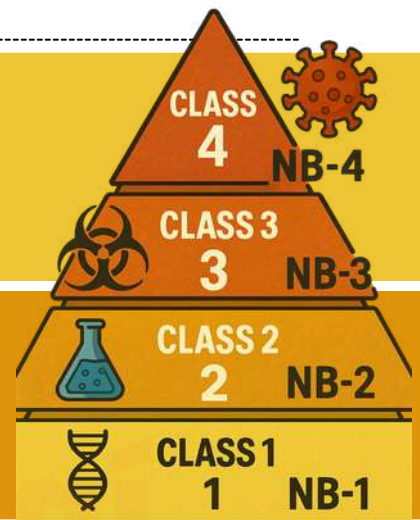 CLASS
4
NB-4
CLASS 3
3 NB-3
CLASS 2
2 NB-2
CLASS 1
1 NB-1